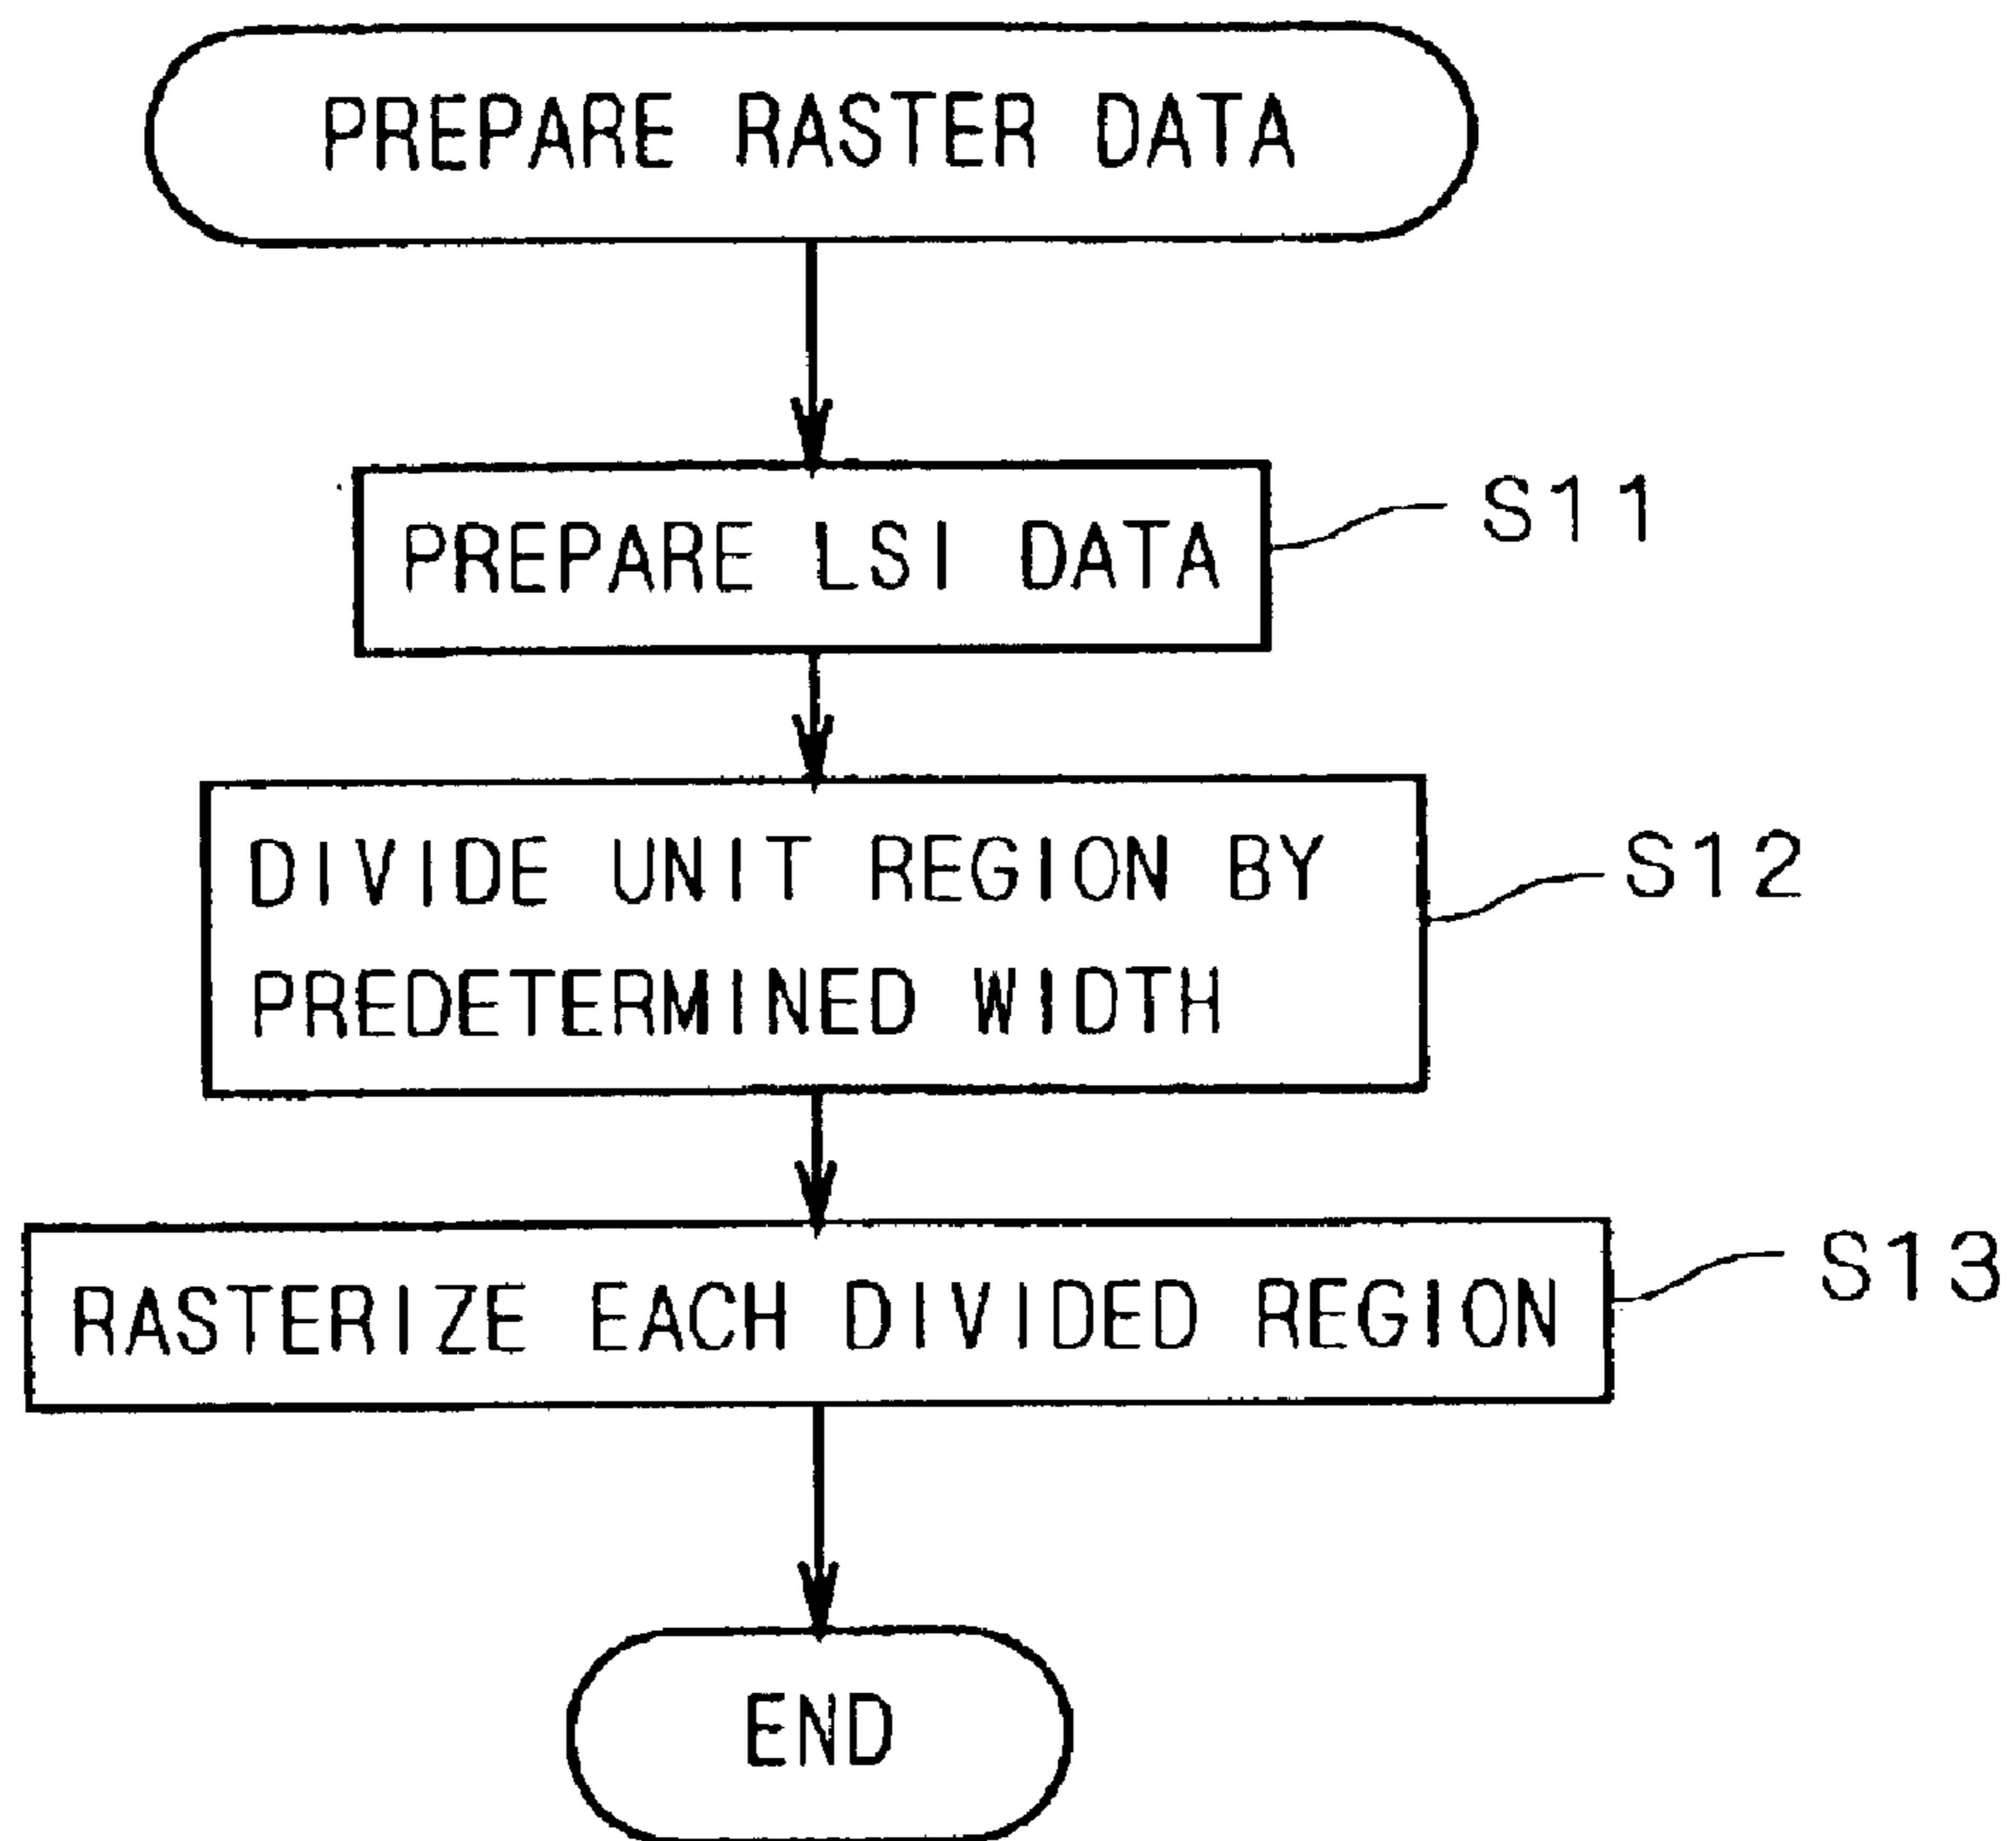 PREPARE RASTER DATA
PREPARE LSI DATA
S11
DIVIDE UNIT REGION BY
PREDETERMINED WIDTH
S12
RASTERIZE EACH DIVIDED REGION
S13
END